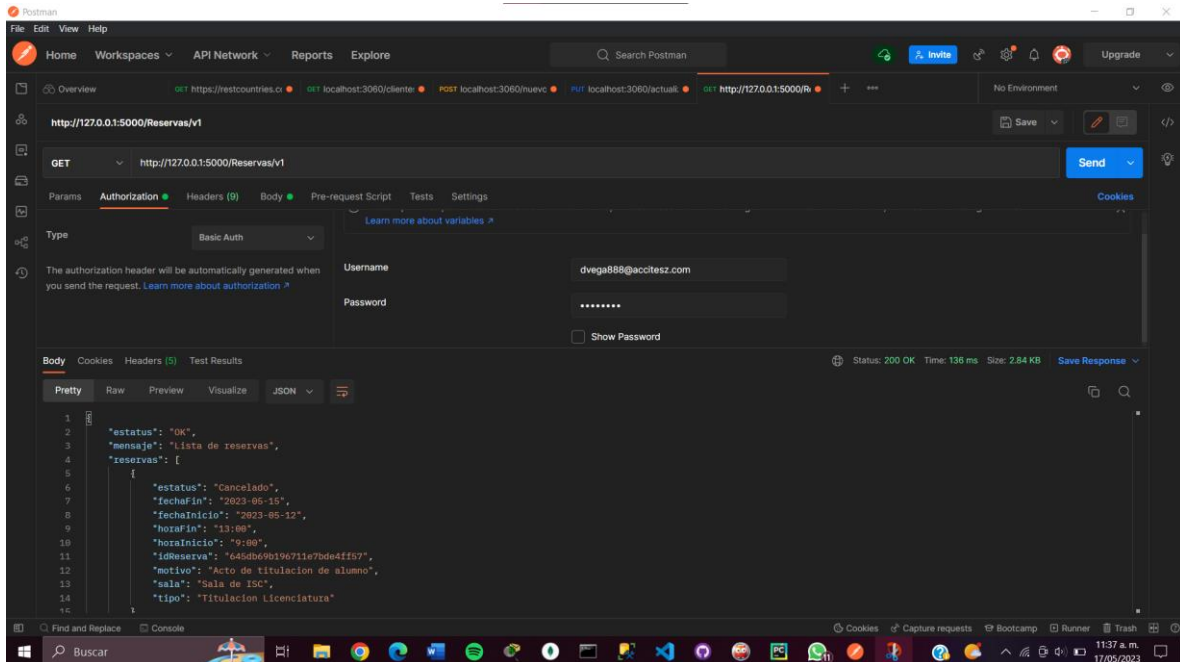 Postman
File Edit View Help
Home Workspaces API Network Reports Explore Search Postman Invite Upgrade
Overview GET https://restcountries.c GET localhost:3060/cliente POST localhost:3060/nuevo PUT localhost:3060/actuali GET http://127.0.0.1:5000/R No Environment
http://127.0.0.1:5000/Reservas/v1 Save
GET http://127.0.0.1:5000/Reservas/v1 Send
Params Authorization Headers (9) Body Pre-request Script Tests Settings Cookies
Learn more about variables
Type Basic Auth
The authorization header will be automatically generated when
you send the request. Learn more about authorization
Username dvega888@accitesz.com
Password ••••••••
Show Password
Body Cookies Headers (5) Test Results Status: 200 OK Time: 136 ms Size: 2.84 KB Save Response
Pretty Raw Preview Visualize JSON
1 {
2 "estatus": "OK",
3 "mensaje": "Lista de reservas",
4 "reservas": [
5 {
6 "estatus": "Cancelado",
7 "fechaFin": "2023-05-15",
8 "fechaInicio": "2023-05-12",
9 "horaFin": "13:00",
10 "horaInicio": "9:00",
11 "idReserva": "645db69b196711e7bde4ff57",
12 "motivo": "Acto de titulacion de alumno",
13 "sala": "Sala de ISC",
14 "tipo": "Titulacion Licenciatura"
15 }
Find and Replace Console Cookies Capture requests Bootcamp Runner Trash
Buscar 11:37 a. m.
17/05/2023